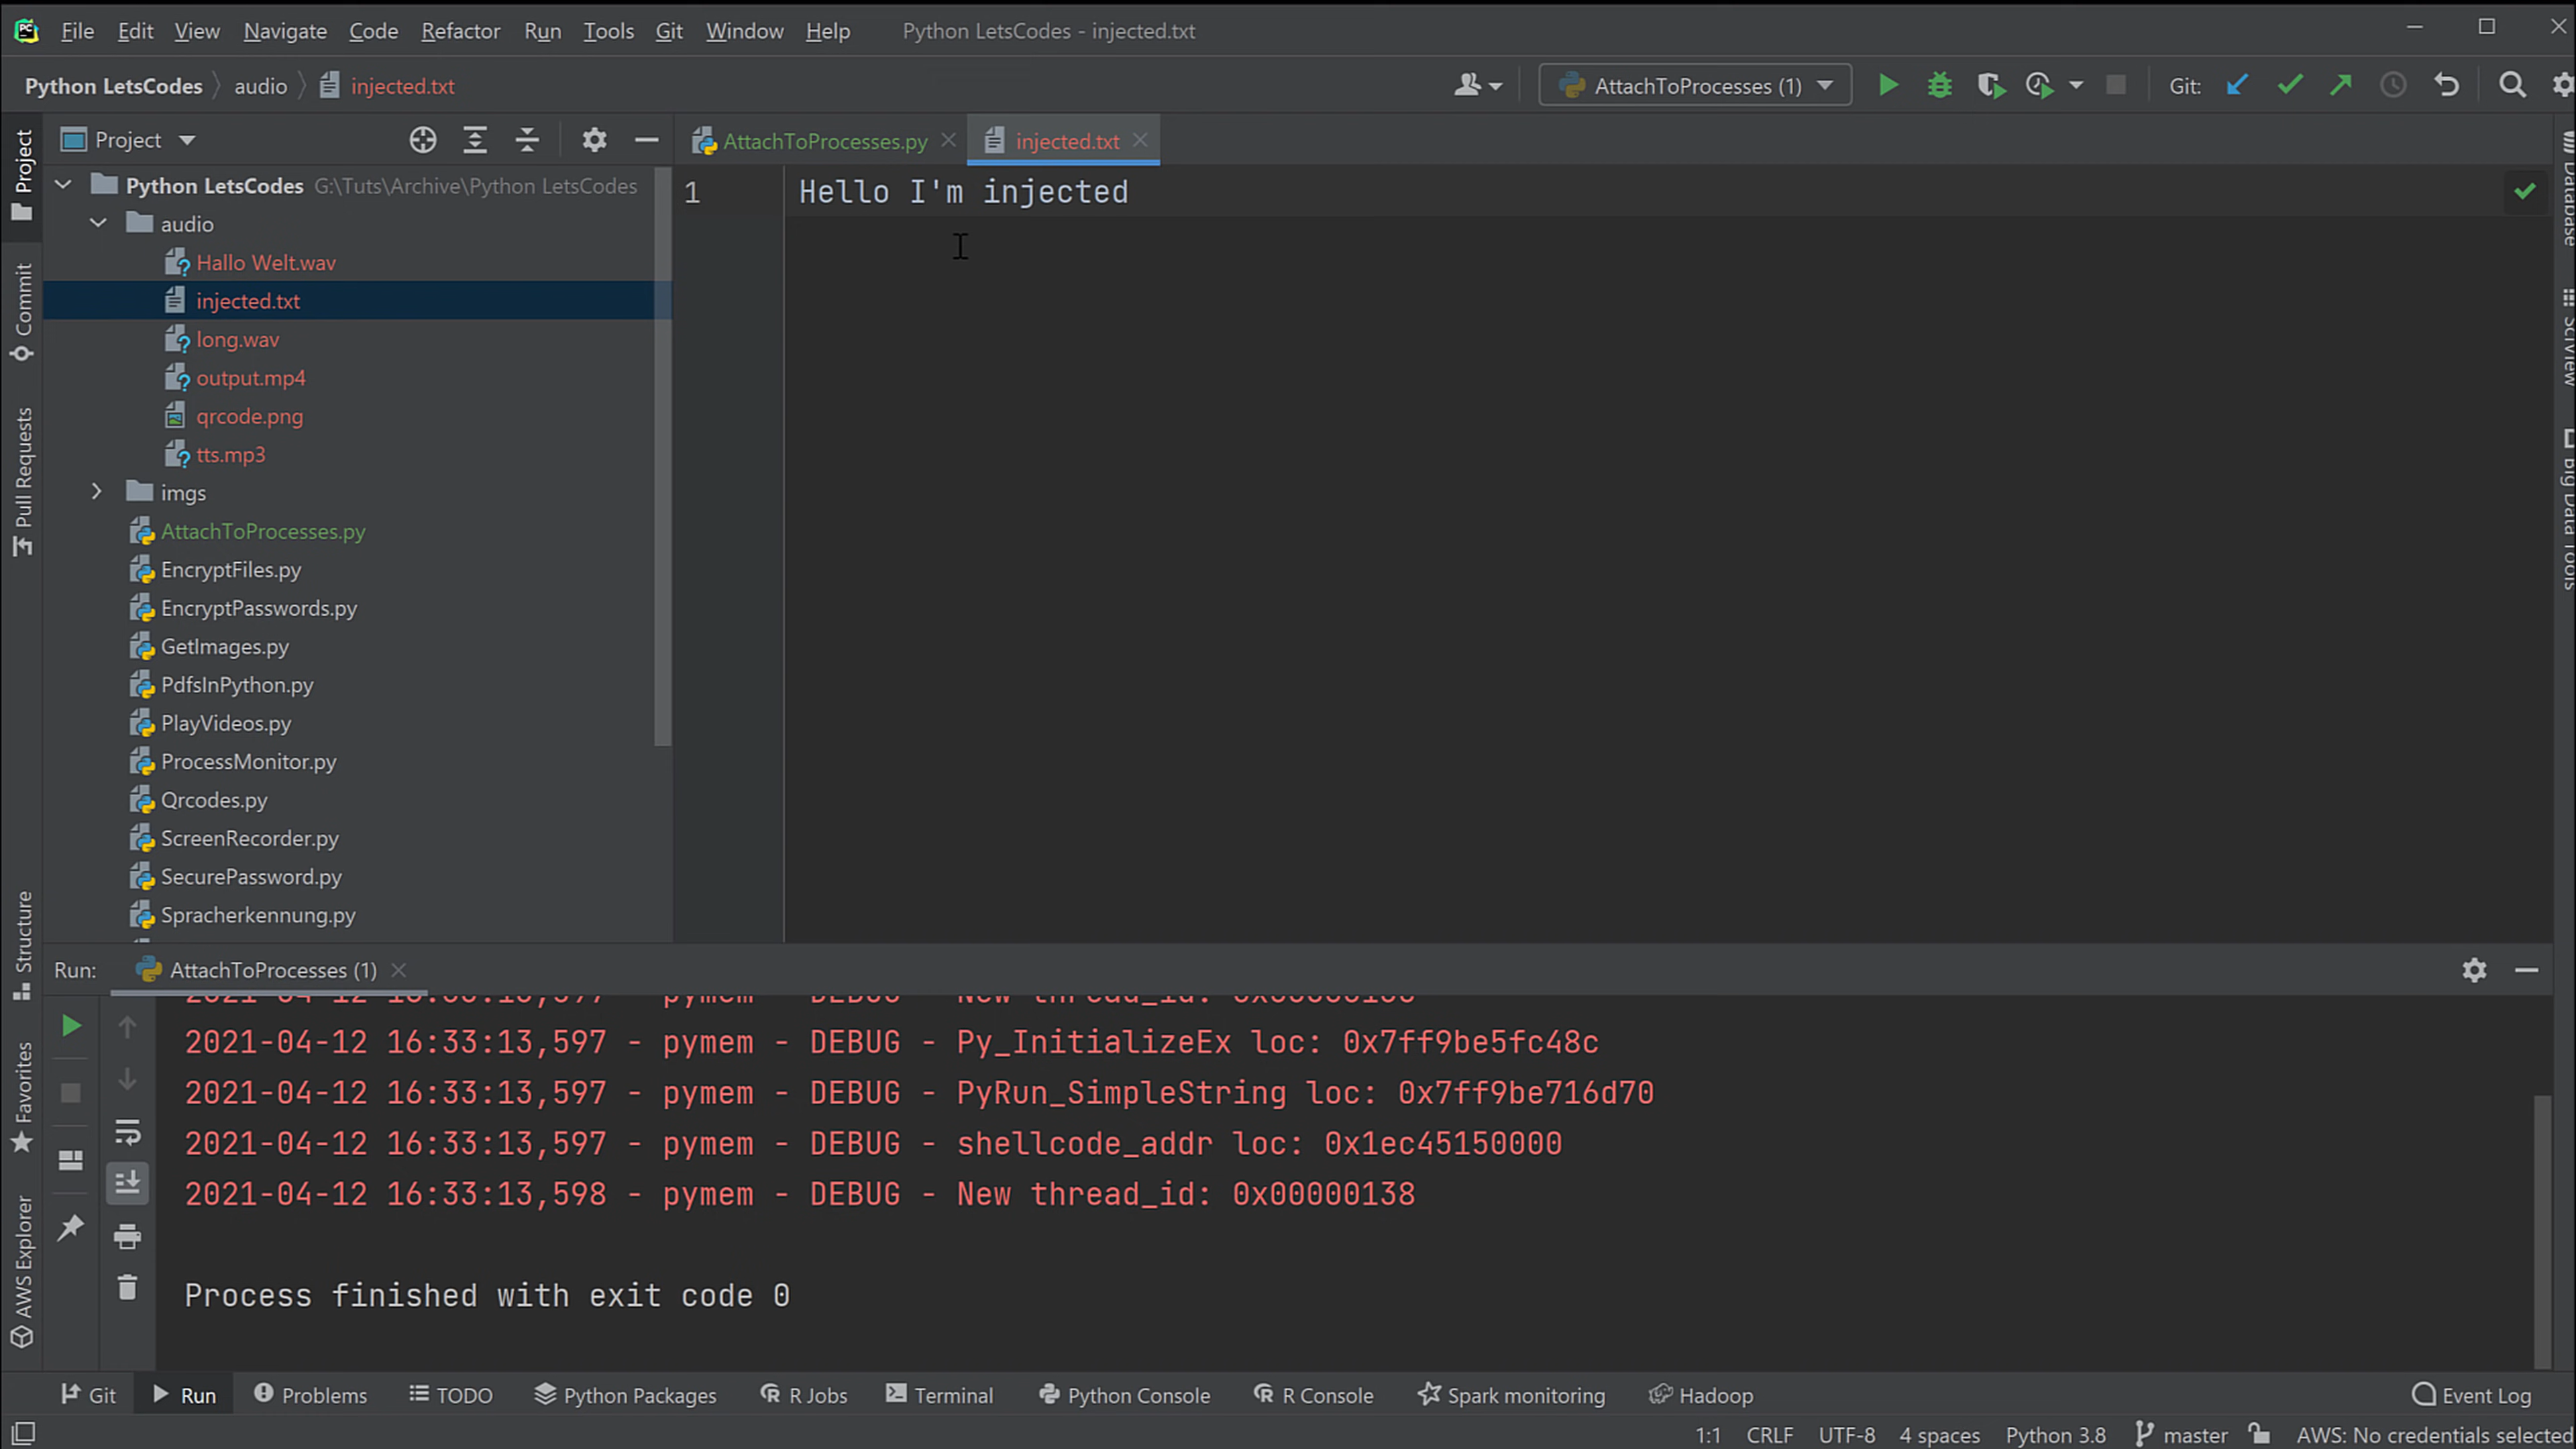 File Edit View Navigate Code Refactor Run Tools Git Window Help Python LetsCodes - injected.txt
Python LetsCodes audio injected.txt
AttachToProcesses (1)
Git:
Project
AttachToProcesses.py
injected.txt
Python LetsCodes G:\Tuts\Archive\Python LetsCodes
audio
Hallo Welt.wav
injected.txt
long.wav
output.mp4
qrcode.png
tts.mp3
imgs
AttachToProcesses.py
EncryptFiles.py
EncryptPasswords.py
GetImages.py
PdfsInPython.py
PlayVideos.py
ProcessMonitor.py
Qrcodes.py
ScreenRecorder.py
SecurePassword.py
Spracherkennung.py
1 Hello I'm injected
Project
Commit
Pull Requests
Structure
Favorites
AWS Explorer
Database
SciView
Big Data Tools
Run: AttachToProcesses (1)
2021-04-12 16:33:13,597 - pymem - DEBUG - Py_InitializeEx loc: 0x7ff9be5fc48c
2021-04-12 16:33:13,597 - pymem - DEBUG - PyRun_SimpleString loc: 0x7ff9be716d70
2021-04-12 16:33:13,597 - pymem - DEBUG - shellcode_addr loc: 0x1ec45150000
2021-04-12 16:33:13,598 - pymem - DEBUG - New thread_id: 0x00000138
Process finished with exit code 0
Git Run Problems TODO Python Packages R Jobs Terminal Python Console R Console Spark monitoring Hadoop Event Log
1:1 CRLF UTF-8 4 spaces Python 3.8 master AWS: No credentials selected